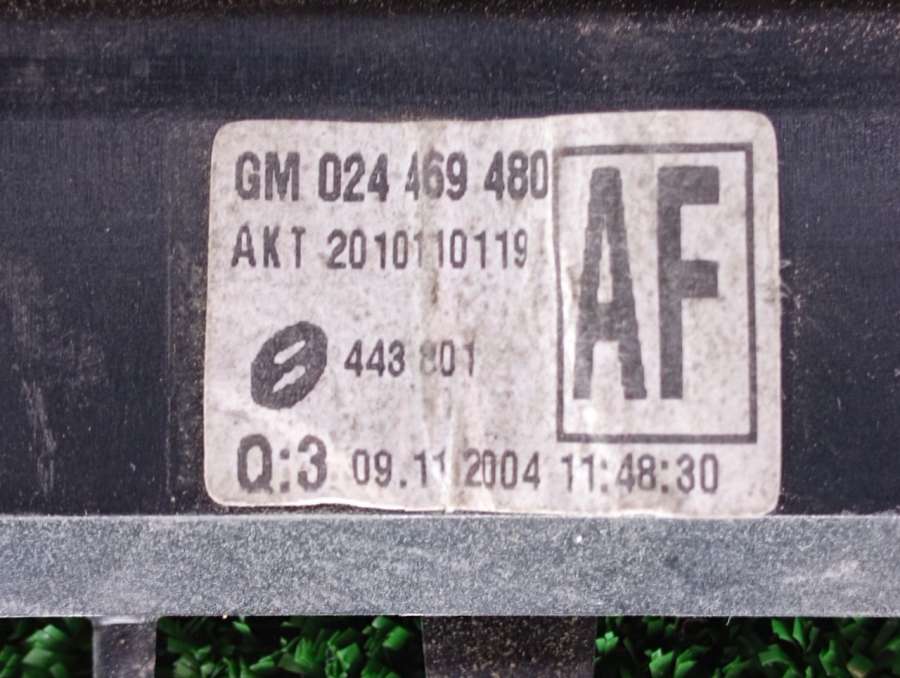 GM 024 469 480
AF
AKT 2010110119
443 801
Q:3 09.11.2004 11:48:30